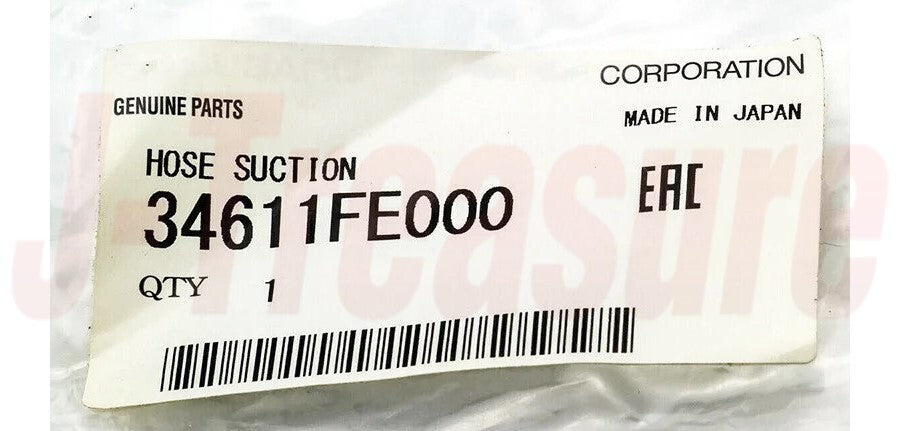 CORPORATION
GENUINE PARTS
MADE IN JAPAN
HOSE SUCTION
34611FE000
EAC
QTY 1
J-Treasure